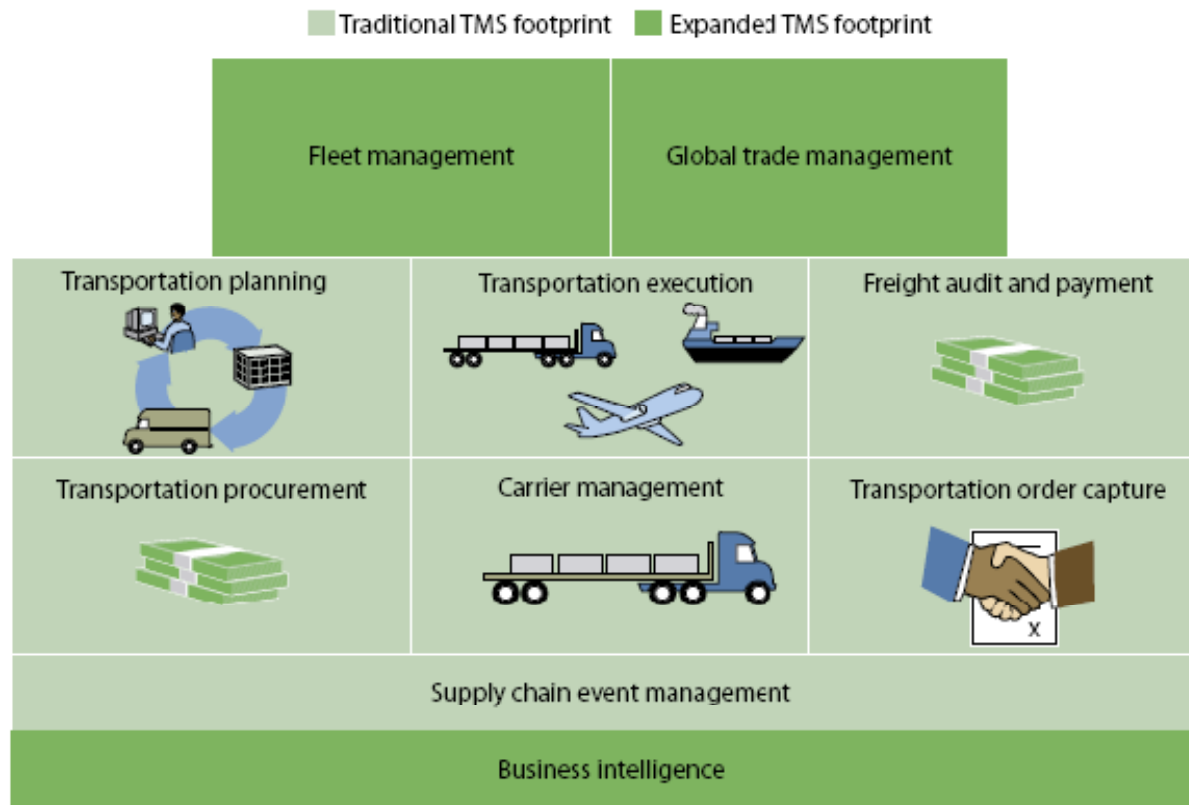 Traditional TMS footprint Expanded TMS footprint
Fleet management Global trade management
Transportation planning Transportation execution Freight audit and payment
Transportation procurement Carrier management Transportation order capture
X
Supply chain event management
Business intelligence